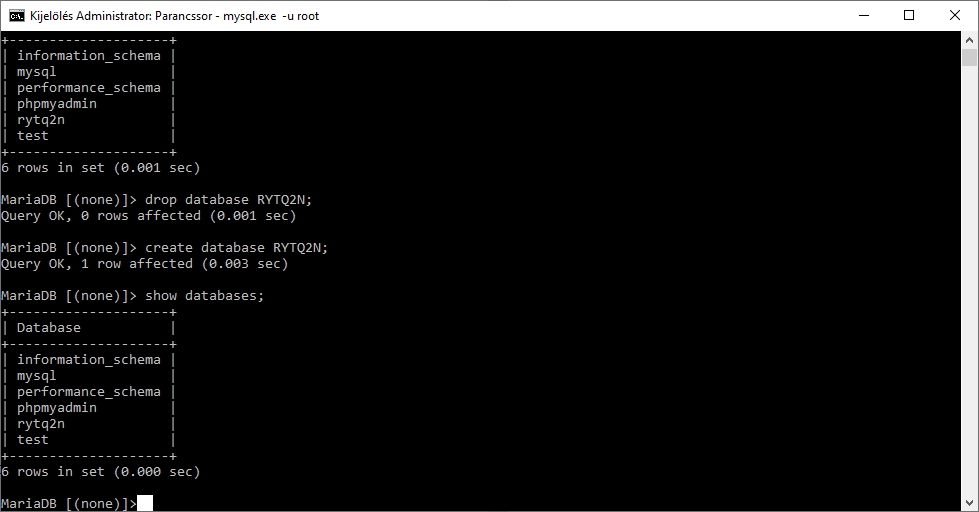 Kijelölés Administrator: Parancssor - mysql.exe  -u root
+--------------------+
| information_schema |
| mysql              |
| performance_schema |
| phpmyadmin         |
| rytq2n             |
| test               |
+--------------------+
6 rows in set (0.001 sec)
MariaDB [(none)]> drop database RYTQ2N;
Query OK, 0 rows affected (0.001 sec)
MariaDB [(none)]> create database RYTQ2N;
Query OK, 1 row affected (0.003 sec)
MariaDB [(none)]> show databases;
+--------------------+
| Database           |
+--------------------+
| information_schema |
| mysql              |
| performance_schema |
| phpmyadmin         |
| rytq2n             |
| test               |
+--------------------+
6 rows in set (0.000 sec)
MariaDB [(none)]>